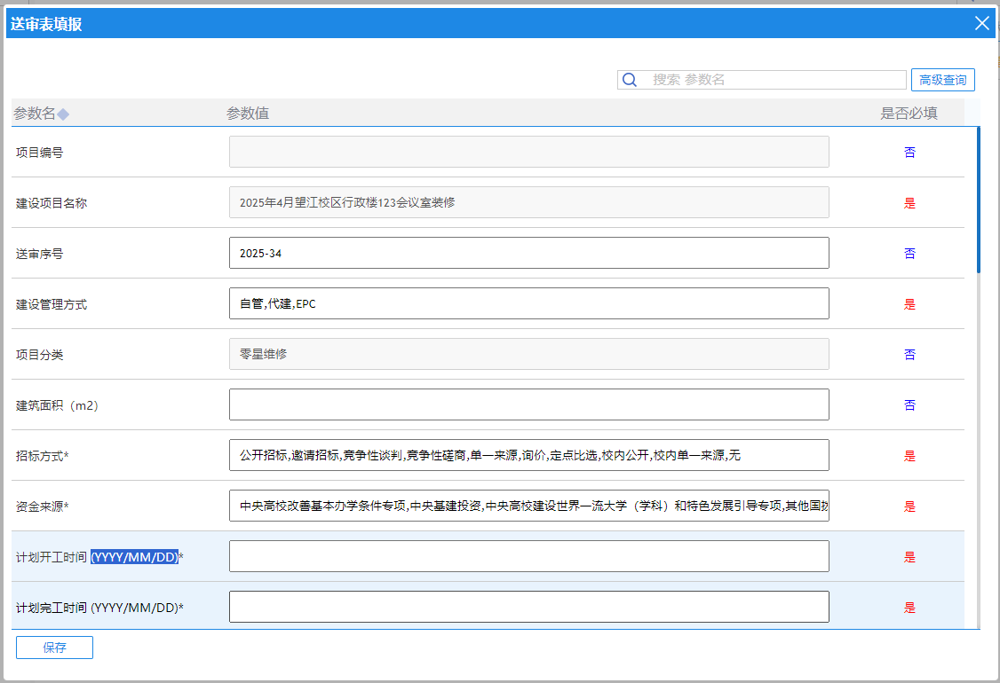 送审表填报
搜索 参数名
高级查询
参数名 参数值 是否必填
项目编号 否
建设项目名称 2025年4月望江校区行政楼123会议室装修 是
送审序号 2025-34 否
建设管理方式 自管,代建,EPC 是
项目分类 零星维修 否
建筑面积（m2） 否
招标方式* 公开招标,邀请招标,竞争性谈判,竞争性磋商,单一来源,询价,定点比选,校内公开,校内单一来源,无 是
资金来源* 中央高校改善基本办学条件专项,中央基建投资,中央高校建设世界一流大学（学科）和特色发展引导专项,其他国 是
计划开工时间 (YYYY/MM/DD)* 是
计划完工时间 (YYYY/MM/DD)* 是
保存